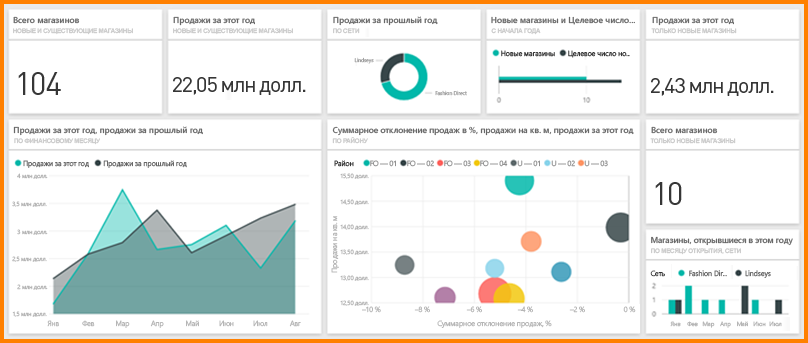 Всего магазинов
НОВЫЕ И СУЩЕСТВУЮЩИЕ МАГАЗИНЫ
104
Продажи за этот год
НОВЫЕ И СУЩЕСТВУЮЩИЕ МАГАЗИНЫ
22,05 млн долл.
Продажи за прошлый год
ПО СЕТИ
Lindseys
Fashion Direct
Новые магазины и Целевое число...
С НАЧАЛА ГОДА
Новые магазины
Целевое число но..
0
10
Продажи за этот год
ТОЛЬКО НОВЫЕ МАГАЗИНЫ
2,43 млн долл.
Продажи за этот год, продажи за прошлый год
ПО ФИНАНСОВОМУ МЕСЯЦУ
Продажи за этот год
Продажи за прошлый год
4 млн долл.
3,5 млн долл.
3 млн долл.
2,5 млн долл.
2 млн долл.
1,5 млн долл.
Янв Фев Мар Апр Май Июн Июл Авг
Суммарное отклонение продаж в %, продажи на кв. м, продажи за этот год
ПО РАЙОНУ
Район FO — 01 FO — 02 FO — 03 FO — 04 U — 01 U — 02 U — 03
Продажи на кв. м
15,50 долл.
15,00 долл.
14,00 долл.
13,00 долл.
12,50 долл.
–10 % –8 % –6 % –4 % –2 % 0 %
Суммарное отклонение продаж, %
Всего магазинов
ТОЛЬКО НОВЫЕ МАГАЗИНЫ
10
Магазины, открывшиеся в этом году
ПО МЕСЯЦУ ОТКРЫТИЯ, СЕТИ
Сеть Fashion Dir... Lindseys
2
1
0
Янв Фев Мар Апр Май Июн Июл